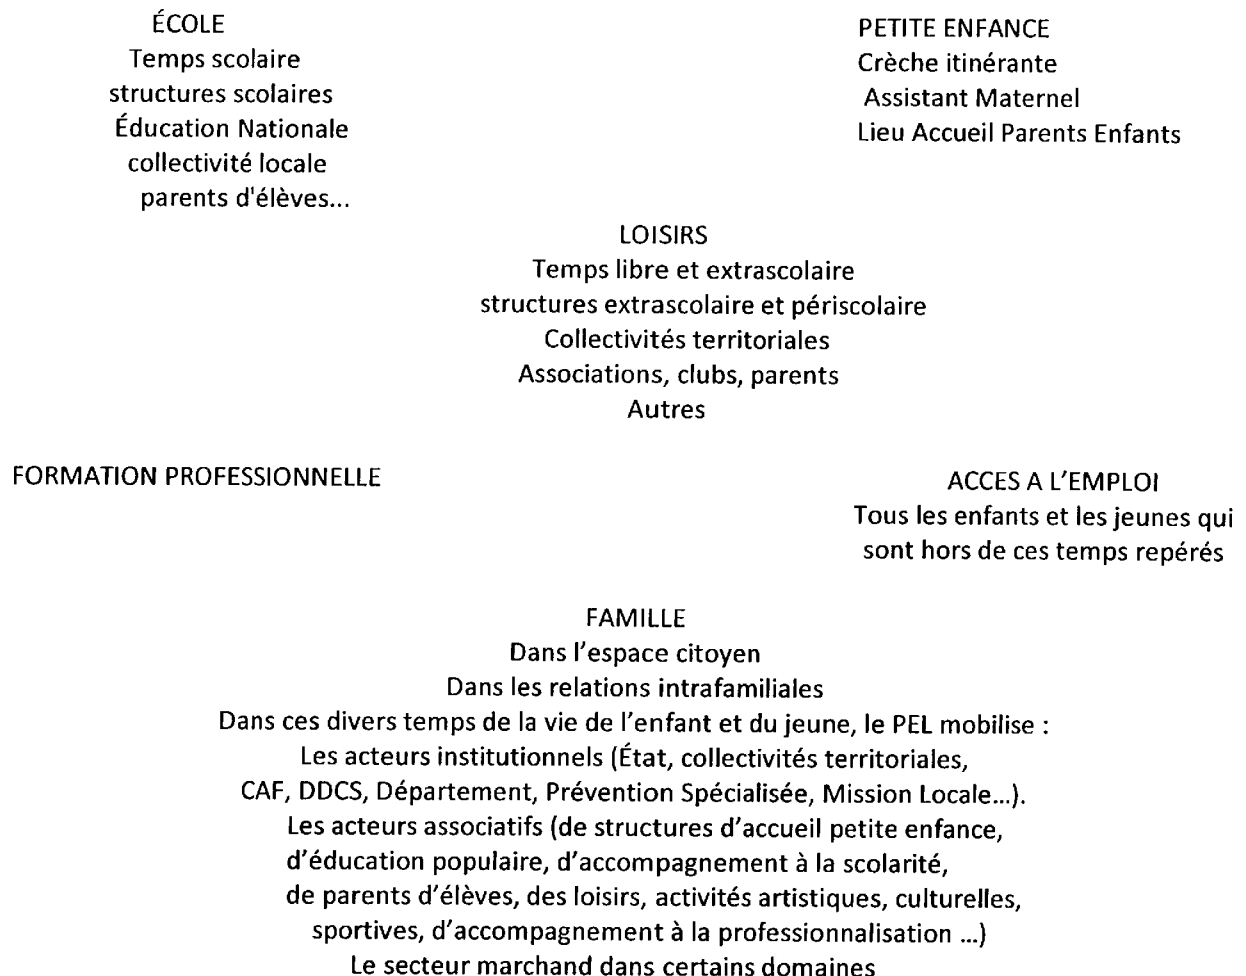 ÉCOLE
Temps scolaire
structures scolaires
Éducation Nationale
collectivité locale
parents d'élèves...
PETITE ENFANCE
Crèche itinérante
Assistant Maternel
Lieu Accueil Parents Enfants
LOISIRS
Temps libre et extrascolaire
structures extrascolaire et périscolaire
Collectivités territoriales
Associations, clubs, parents
Autres
FORMATION PROFESSIONNELLE
ACCES A L’EMPLOI
Tous les enfants et les jeunes qui
sont hors de ces temps repérés
FAMILLE
Dans l’espace citoyen
Dans les relations intrafamiliales
Dans ces divers temps de la vie de l’enfant et du jeune, le PEL mobilise :
Les acteurs institutionnels (État, collectivités territoriales,
CAF, DDCS, Département, Prévention Spécialisée, Mission Locale...).
Les acteurs associatifs (de structures d’accueil petite enfance,
d’éducation populaire, d’accompagnement à la scolarité,
de parents d’élèves, des loisirs, activités artistiques, culturelles,
sportives, d’accompagnement à la professionnalisation ...)
Le secteur marchand dans certains domaines